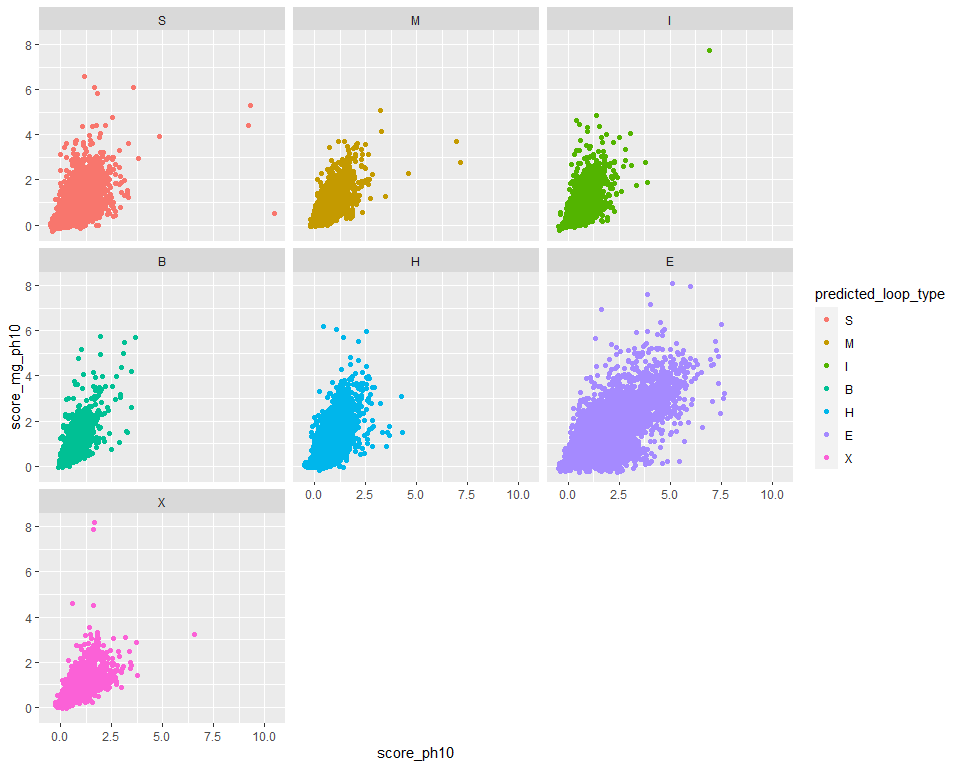 S M I
8
6
4
2
0
B H E
8
6
4
2
0
0.0 2.5 5.0 7.5 10.0 0.0 2.5 5.0 7.5 10.0
X
8
6
4
2
0
0.0 2.5 5.0 7.5 10.0
score_ph10
score_mg_ph10
predicted_loop_type
S
M
I
B
H
E
X